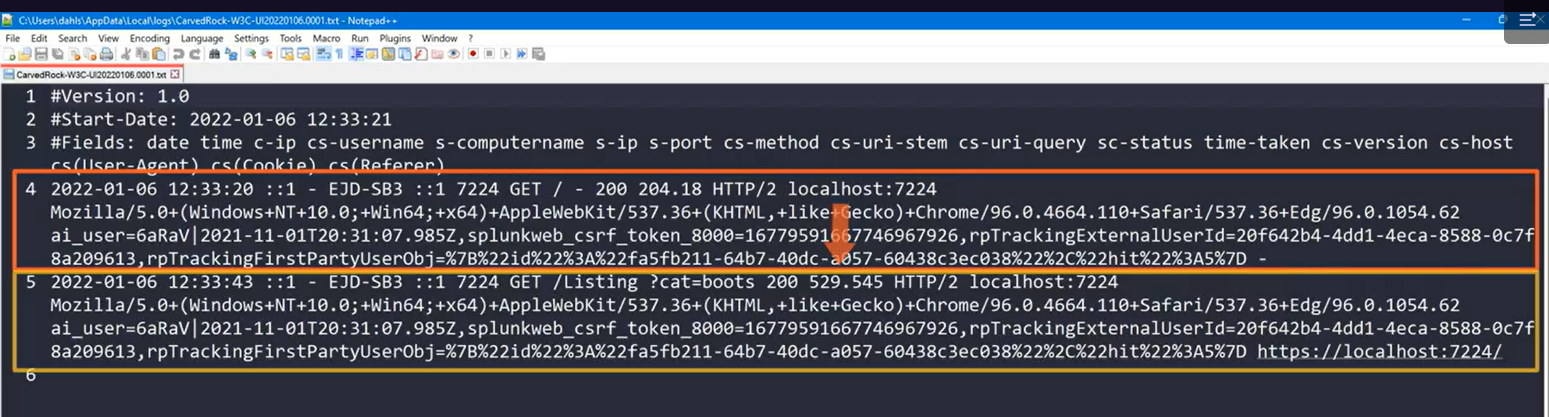 C:\Users\dahls\AppData\Local\logs\CarvedRock-W3C-UI20220106.0001.txt - Notepad++
File Edit Search View Encoding Language Settings Tools Macro Run Plugins Window ?
CarvedRock-W3C-UI20220106.0001.txt
1 #Version: 1.0
2 #Start-Date: 2022-01-06 12:33:21
3 #Fields: date time c-ip cs-username s-computername s-ip s-port cs-method cs-uri-stem cs-uri-query sc-status time-taken cs-version cs-host
cs(User-Agent) cs(Cookie) cs(Referer)
4 2022-01-06 12:33:20 ::1 - EJD-SB3 ::1 7224 GET / - 200 204.18 HTTP/2 localhost:7224
Mozilla/5.0+(Windows+NT+10.0;+Win64;+x64)+AppleWebKit/537.36+(KHTML,+like+Gecko)+Chrome/96.0.4664.110+Safari/537.36+Edg/96.0.1054.62
ai_user=6aRaV|2021-11-01T20:31:07.985Z,splunkweb_csrf_token_8000=16779591667746967926,rpTrackingExternalUserId=20f642b4-4dd1-4eca-8588-0c7f
8a209613,rpTrackingFirstPartyUserObj=%7B%22id%22%3A%22fa5fb211-64b7-40dc-a057-60438c3ec038%22%2C%22hit%22%3A5%7D -
5 2022-01-06 12:33:43 ::1 - EJD-SB3 ::1 7224 GET /Listing ?cat=boots 200 529.545 HTTP/2 localhost:7224
Mozilla/5.0+(Windows+NT+10.0;+Win64;+x64)+AppleWebKit/537.36+(KHTML,+like+Gecko)+Chrome/96.0.4664.110+Safari/537.36+Edg/96.0.1054.62
ai_user=6aRaV|2021-11-01T20:31:07.985Z,splunkweb_csrf_token_8000=16779591667746967926,rpTrackingExternalUserId=20f642b4-4dd1-4eca-8588-0c7f
8a209613,rpTrackingFirstPartyUserObj=%7B%22id%22%3A%22fa5fb211-64b7-40dc-a057-60438c3ec038%22%2C%22hit%22%3A5%7D https://localhost:7224/
6